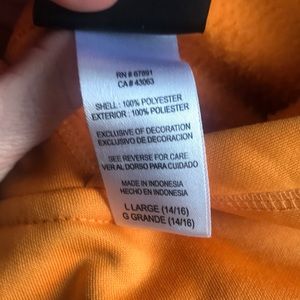 RN # 67891
CA # 43063
SHELL : 100% POLYESTER
EXTERIOR : 100% POLIESTER
EXCLUSIVE OF DECORATION
EXCLUSIVO DE DECORACION
SEE REVERSE FOR CARE
VER AL DORSO PARA CUIDADO
MADE IN INDONESIA
HECHO EN INDONESIA
L LARGE (14/16)
G GRANDE (14/16)